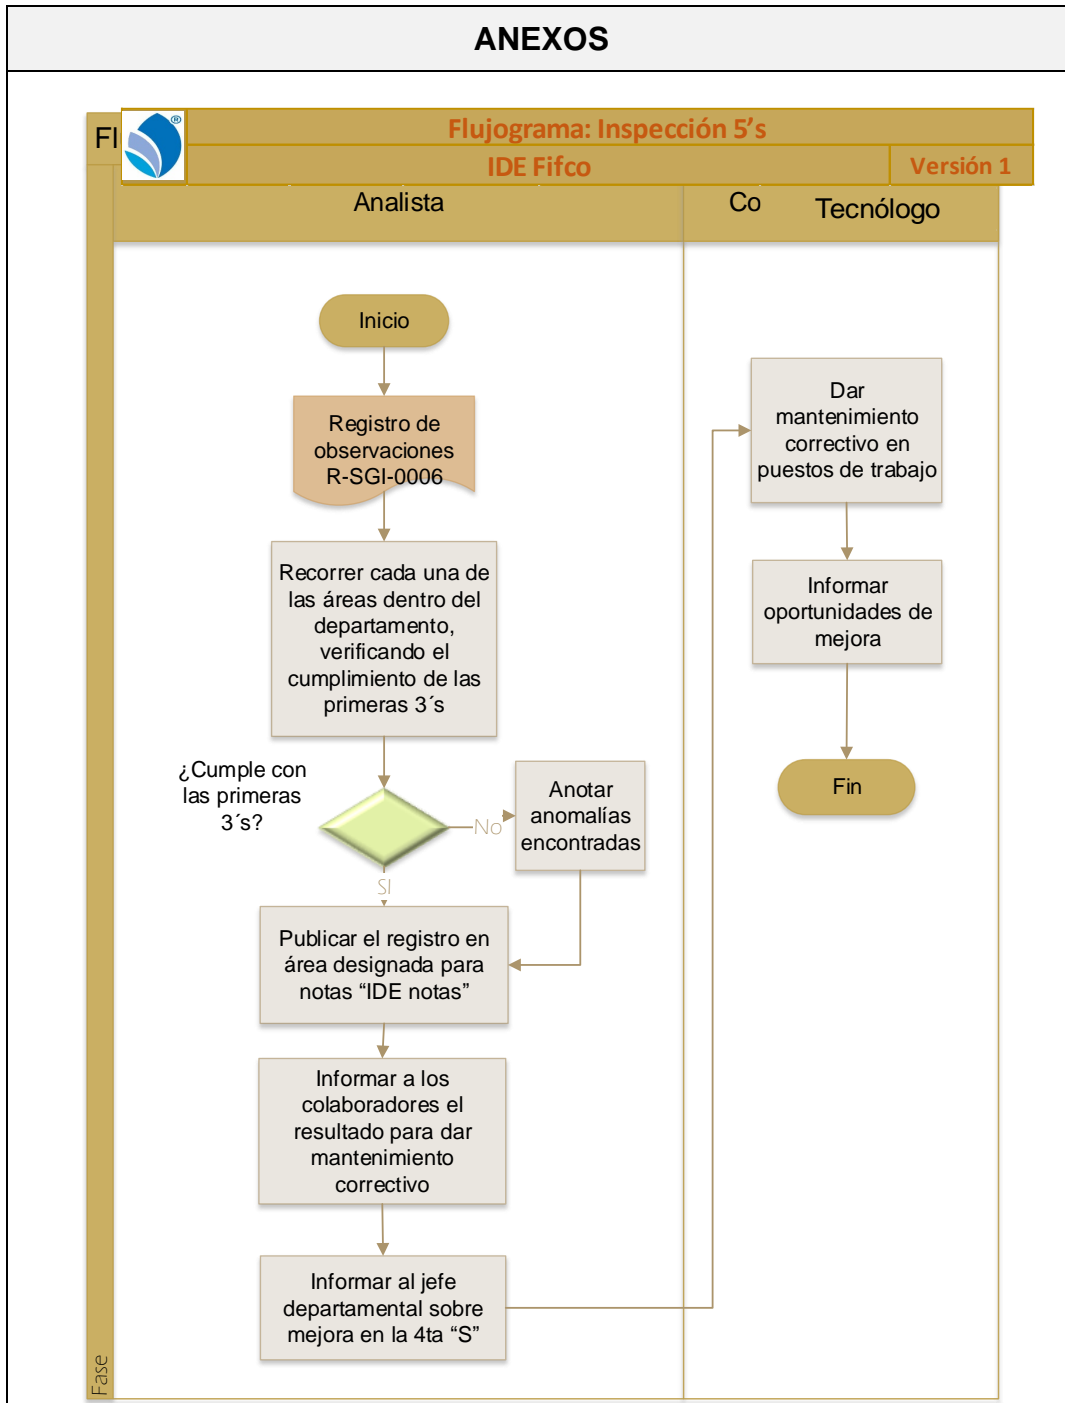 ANEXOS
Fl
®
Flujograma: Inspección 5’s
IDE Fifco
Versión 1
Analista
Co
Tecnólogo
Inicio
Registro de
observaciones
R-SGI-0006
Recorrer cada una de
las áreas dentro del
departamento,
verificando el
cumplimiento de las
primeras 3´s
¿Cumple con
las primeras
3´s?
No
Anotar
anomalías
encontradas
SI
Publicar el registro en
área designada para
notas “IDE notas”
Informar a los
colaboradores el
resultado para dar
mantenimiento
correctivo
Informar al jefe
departamental sobre
mejora en la 4ta “S”
Dar
mantenimiento
correctivo en
puestos de trabajo
Informar
oportunidades de
mejora
Fin
Fase